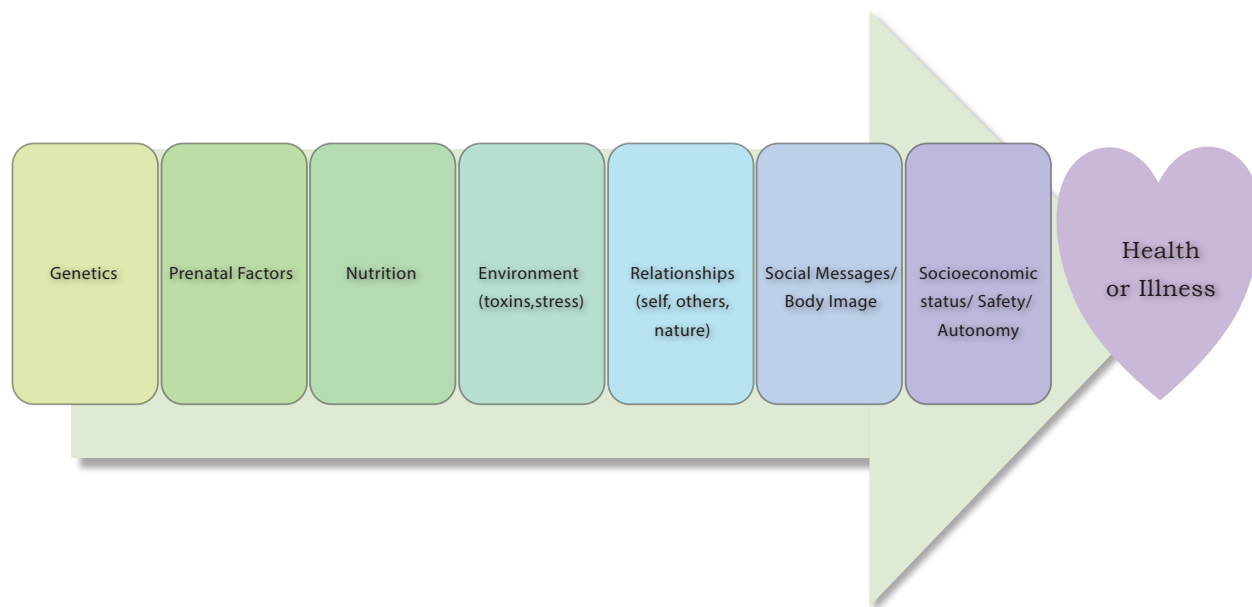 Genetics
Prenatal Factors
Nutrition
Environment
(toxins,stress)
Relationships
(self, others,
nature)
Social Messages/
Body Image
Socioeconomic
status/ Safety/
Autonomy
Health
or Illness